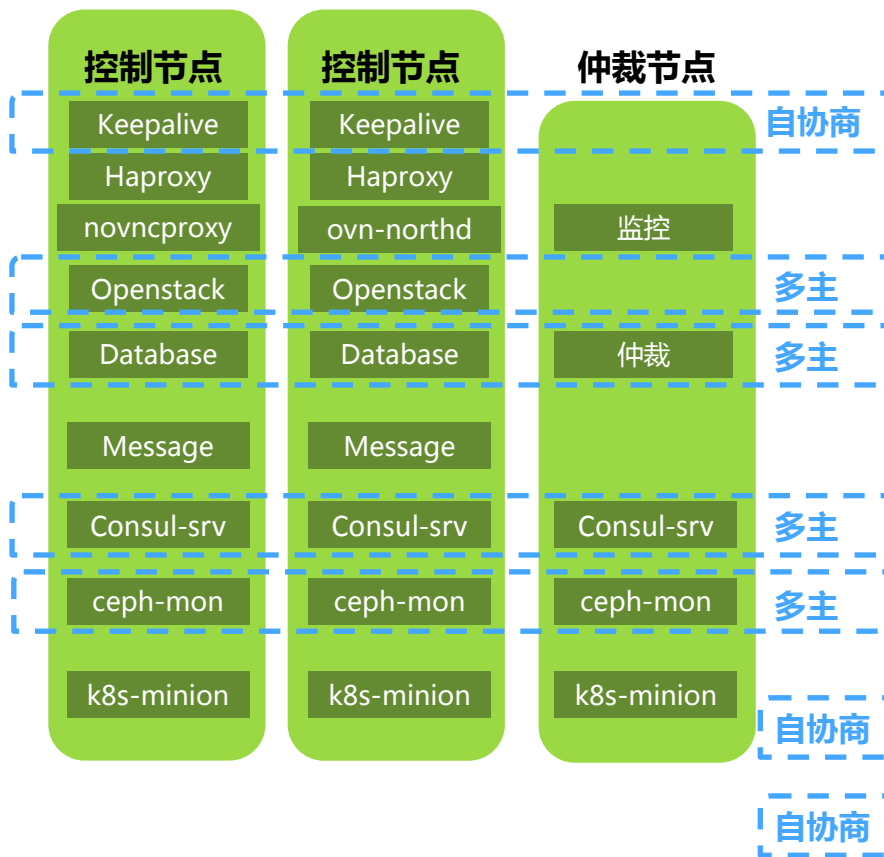 控制节点 控制节点 仲裁节点
Keepalive Keepalive 自协商
Haproxy Haproxy
novncproxy ovn-northd 监控
Openstack Openstack 多主
Database Database 仲裁 多主
Message Message
Consul-srv Consul-srv Consul-srv 多主
ceph-mon ceph-mon ceph-mon 多主
k8s-minion k8s-minion k8s-minion
自协商
自协商